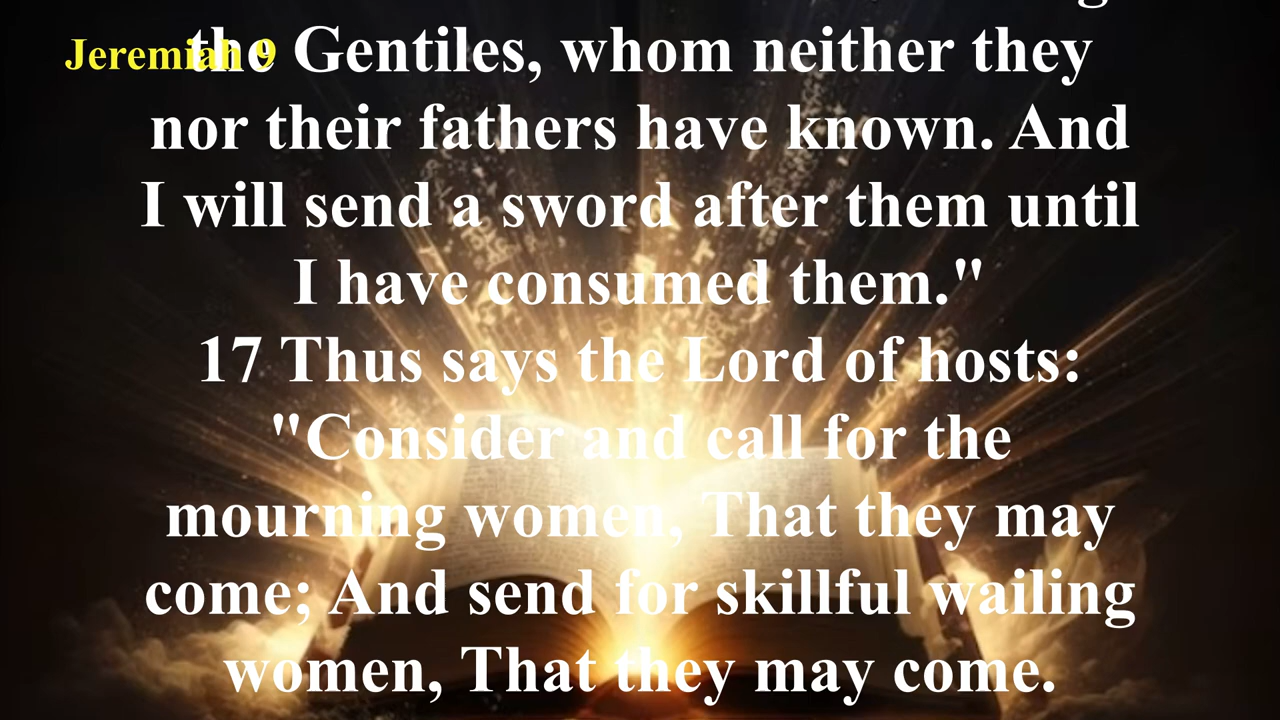 Jeremiah 9
the Gentiles, whom neither they
nor their fathers have known. And
I will send a sword after them until
I have consumed them."
17 Thus says the Lord of hosts:
"Consider and call for the
mourning women, That they may
come; And send for skillful wailing
women, That they may come.